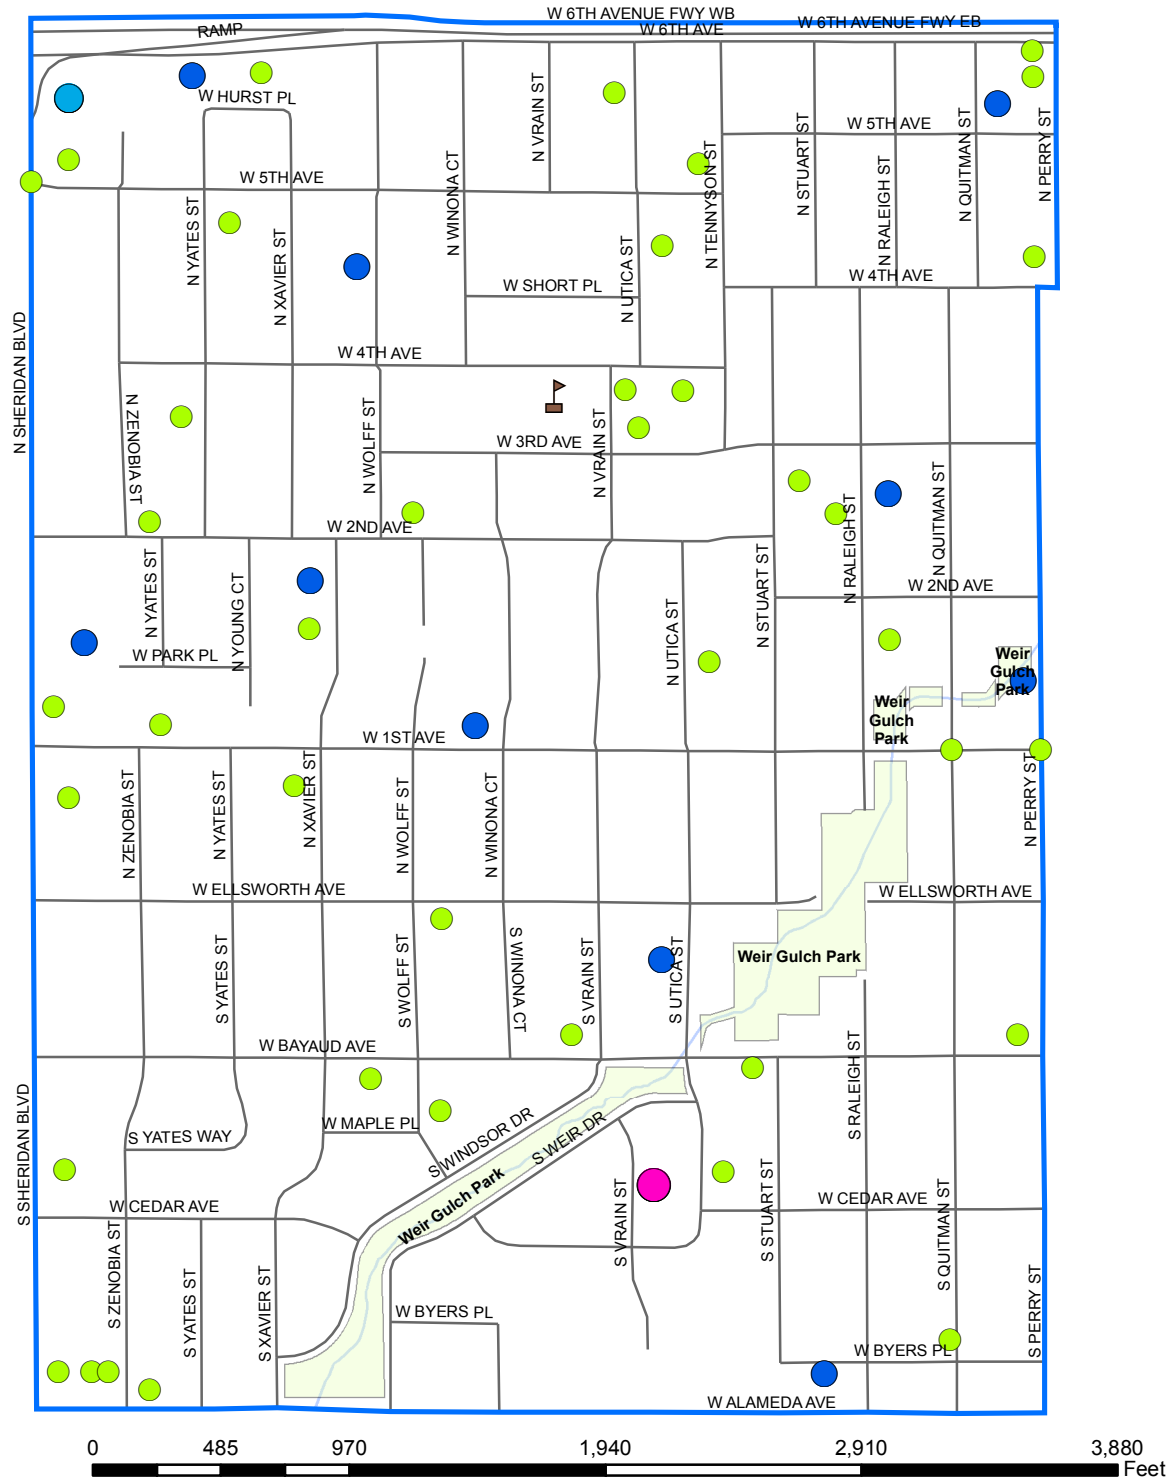 W 6TH AVENUE FWY WB
W 6TH AVENUE FWY EB
RAMP
W 6TH AVE
W HURST PL
N VRAIN ST
N STUART ST
N QUITMAN ST
N PERRY ST
W 5TH AVE
N TENNYSON ST
N WINONA CT
N RALEIGH ST
W 5TH AVE
N YATES ST
N XAVIER ST
N UTICA ST
W SHORT PL
W 4TH AVE
N SHERIDAN BLVD
W 4TH AVE
N ZENOBIA ST
N WOLFF ST
W 3RD AVE
N VRAIN ST
N RALEIGH ST
N QUITMAN ST
W 2ND AVE
N YATES ST
N YOUNG CT
N STUART ST
W 2ND AVE
N UTICA ST
W PARK PL
Weir
Gulch
Park
Weir
Gulch
Park
W 1ST AVE
N ZENOBIA ST
N YATES ST
N XAVIER ST
N WOLFF ST
N WINONA CT
N PERRY ST
W ELLSWORTH AVE
W ELLSWORTH AVE
S YATES ST
S WOLFF ST
S WINONA CT
S VRAIN ST
S UTICA ST
Weir Gulch Park
W BAYAUD AVE
S RALEIGH ST
S SHERIDAN BLVD
S YATES WAY
W MAPLE PL
S WINDSOR DR
S WEIR DR
Weir Gulch Park
S VRAIN ST
S STUART ST
W CEDAR AVE
W CEDAR AVE
S QUITMAN ST
S ZENOBIA ST
S YATES ST
S XAVIER ST
S PERRY ST
W BYERS PL
W BYERS PL
W ALAMEDA AVE
0 485 970 1,940 2,910 3,880
Feet